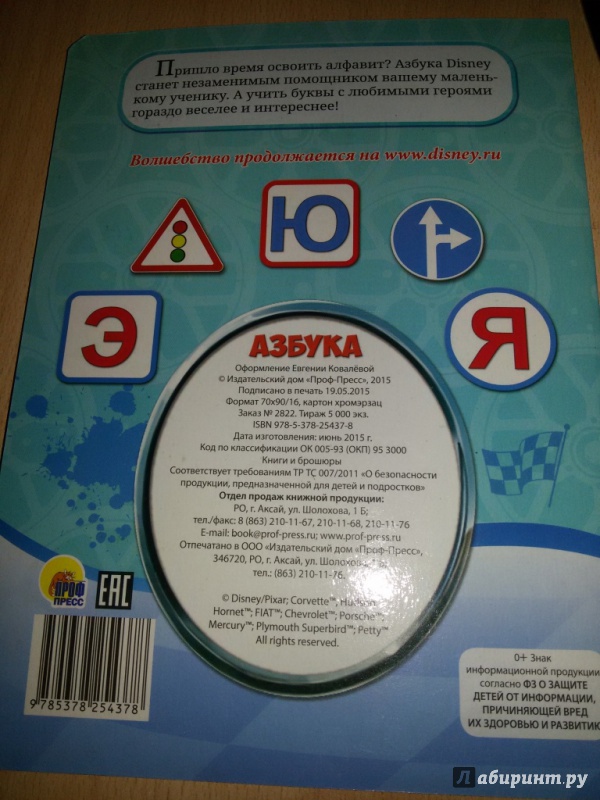 Пришло время освоить алфавит? Азбука Disney
станет незаменимым помощником вашему малень-
кому ученику. А учить буквы с любимыми героями
гораздо веселее и интереснее!
Волшебство продолжается на www.disney.ru
Ю
Э
Я
АЗБУКА
Оформление Евгении Ковалёвой
© Издательский дом «Проф-Пресс», 2015
Подписано в печать 19.05.2015
Формат 70х90/16, картон хромэрзац
Заказ № 2822. Тираж 5 000 экз.
ISBN 978-5-378-25437-8
Дата изготовления: июнь 2015 г.
Код по классификации ОК 005-93 (ОКП) 95 3000
Книги и брошюры
Соответствует требованиям ТР ТС 007/2011 «О безопасности
продукции, предназначенной для детей и подростков»
Отдел продаж книжной продукции:
РО, г. Аксай, ул. Шолохова, 1 Б;
тел./факс: 8 (863) 210-11-67, 210-11-68, 210-11-76
E-mail: book@prof-press.ru; www.prof-press.ru
Отпечатано в ООО «Издательский дом «Проф-Пресс»,
346720, РО, г. Аксай, ул. Шолохова,
тел.: (863) 210-11-76.
© Disney/Pixar; Corvette™, Hudson
Hornet™; FIAT™; Chevrolet™; Porsche™;
Mercury™; Plymouth Superbird™; Petty™
All rights reserved.
ПРОФ
ПРЕСС
EAC
9 785378 254378
0+ Знак
информационной продукции
согласно ФЗ О ЗАЩИТЕ
ДЕТЕЙ ОТ ИНФОРМАЦИИ,
ПРИЧИНЯЮЩЕЙ ВРЕД
ИХ ЗДОРОВЬЮ И РАЗВИТИЮ
Лабиринт.ру